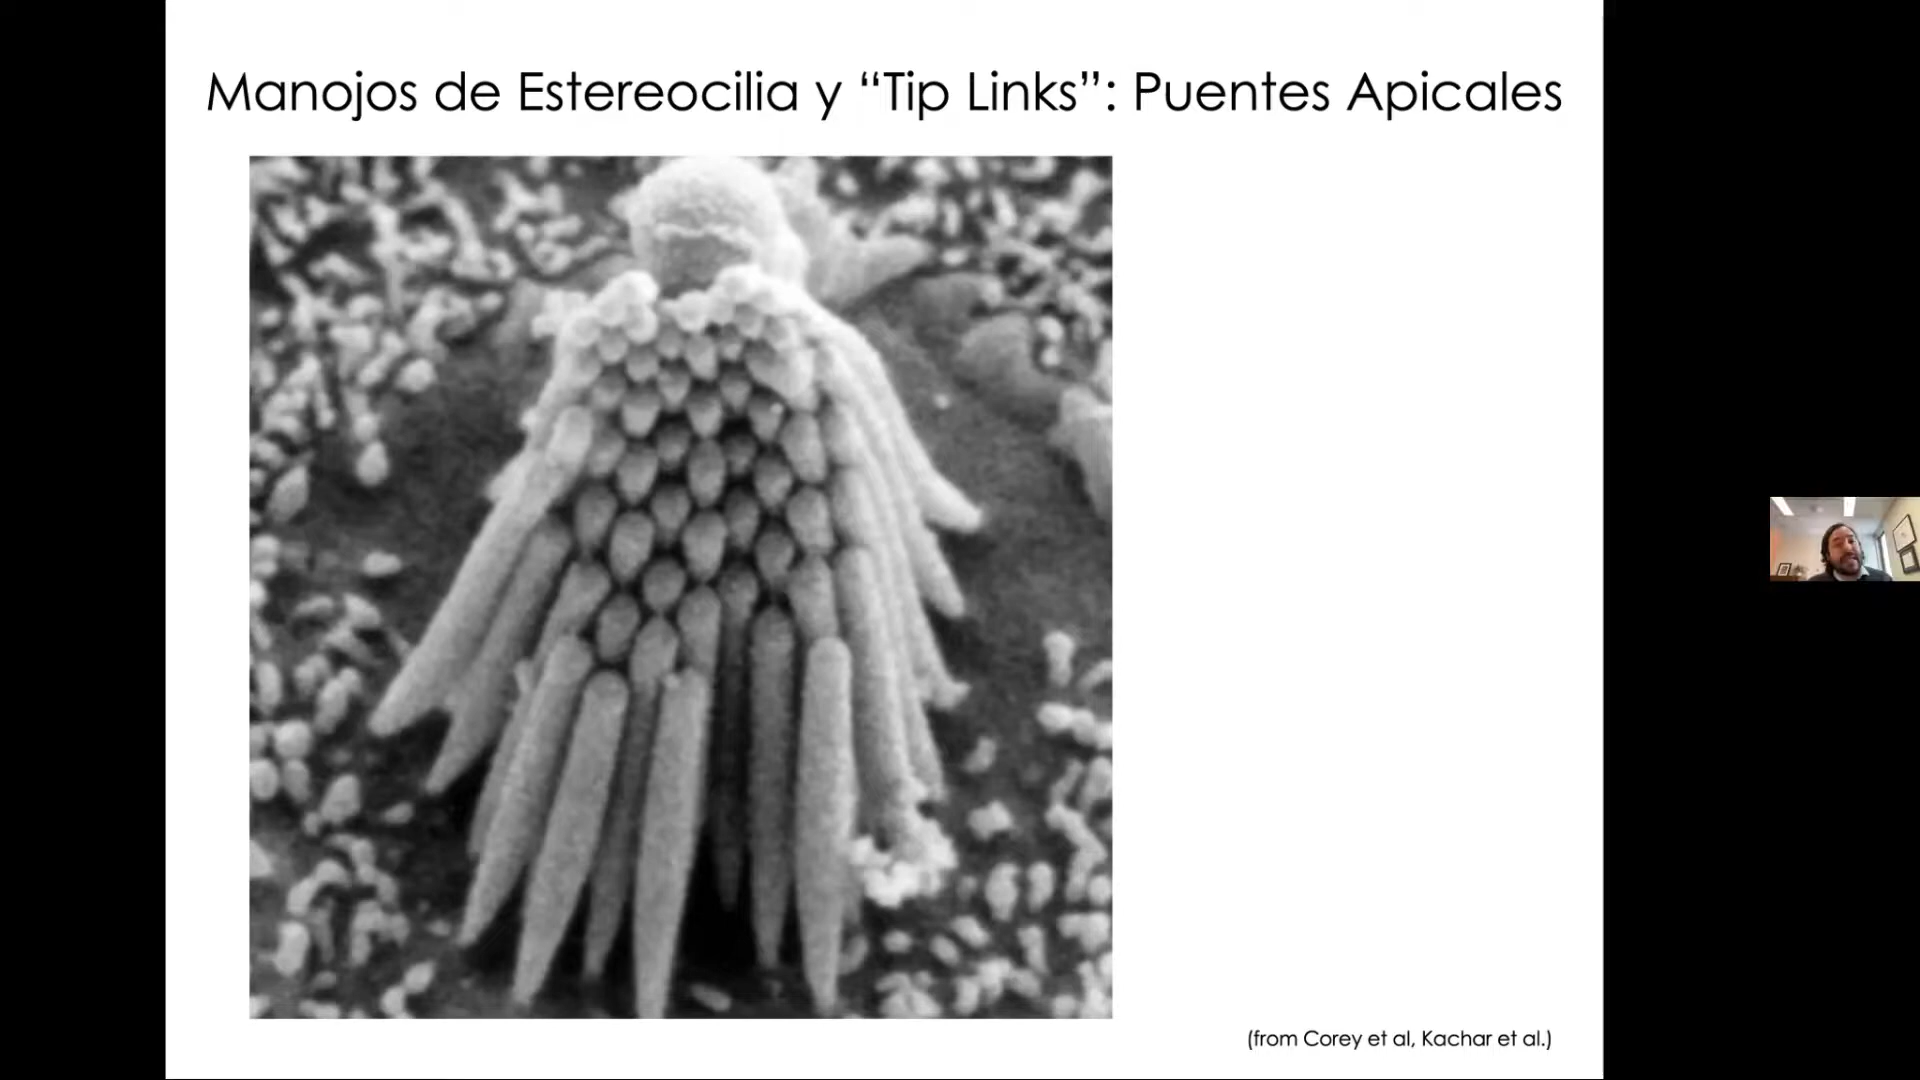 Manojos de Estereocilia y “Tip Links”: Puentes Apicales
(from Corey et al, Kachar et al.)